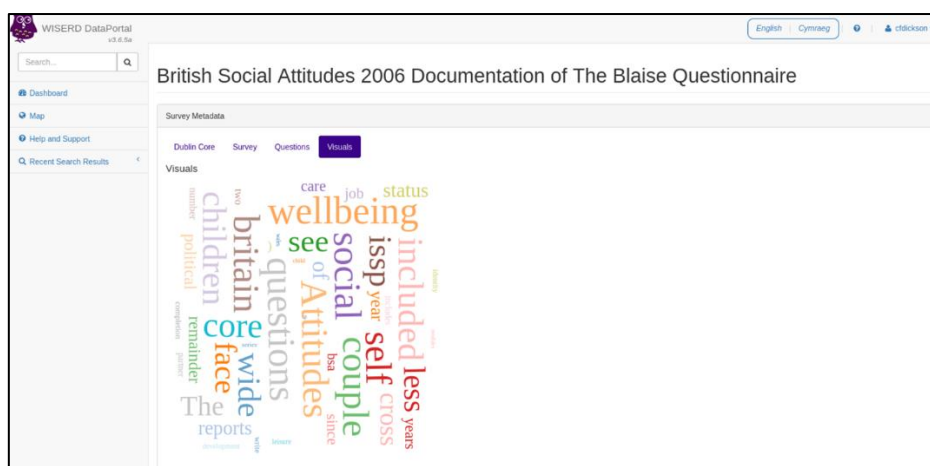 WISERD DataPortal
v3.6.5a
English | Cymraeg
cfdickson
Search...
Dashboard
Map
Help and Support
Recent Search Results
British Social Attitudes 2006 Documentation of The Blaise Questionnaire
Survey Metadata
Dublin Core Survey Questions Visuals
Visuals
care
job
status
number
two
children
wellbeing
britain
see
social
issp
included
political
questions
of
Attitudes
year
core
remainder
completion
face
wide
couple
self
less
bsa
cross
The
since
years
reports